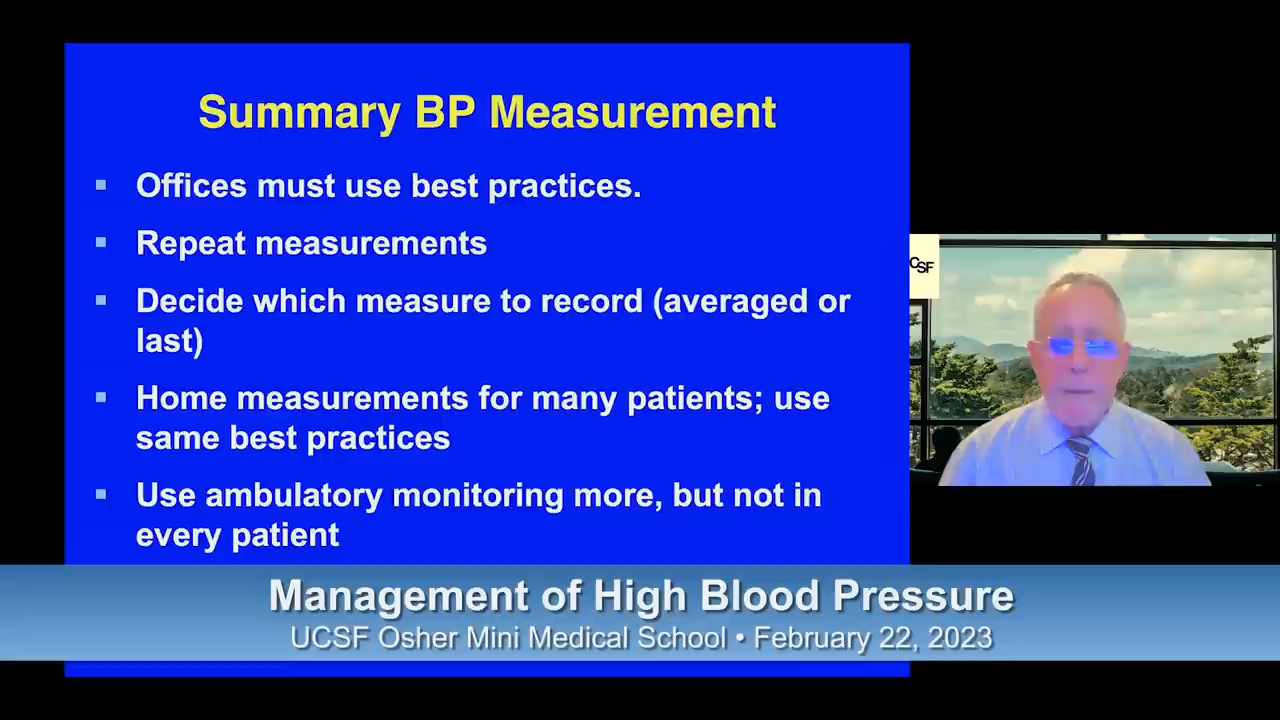 Summary BP Measurement
Offices must use best practices.
Repeat measurements
Decide which measure to record (averaged or
last)
Home measurements for many patients; use
same best practices
Use ambulatory monitoring more, but not in
every patient
CSF
Management of High Blood Pressure
UCSF Osher Mini Medical School • February 22, 2023